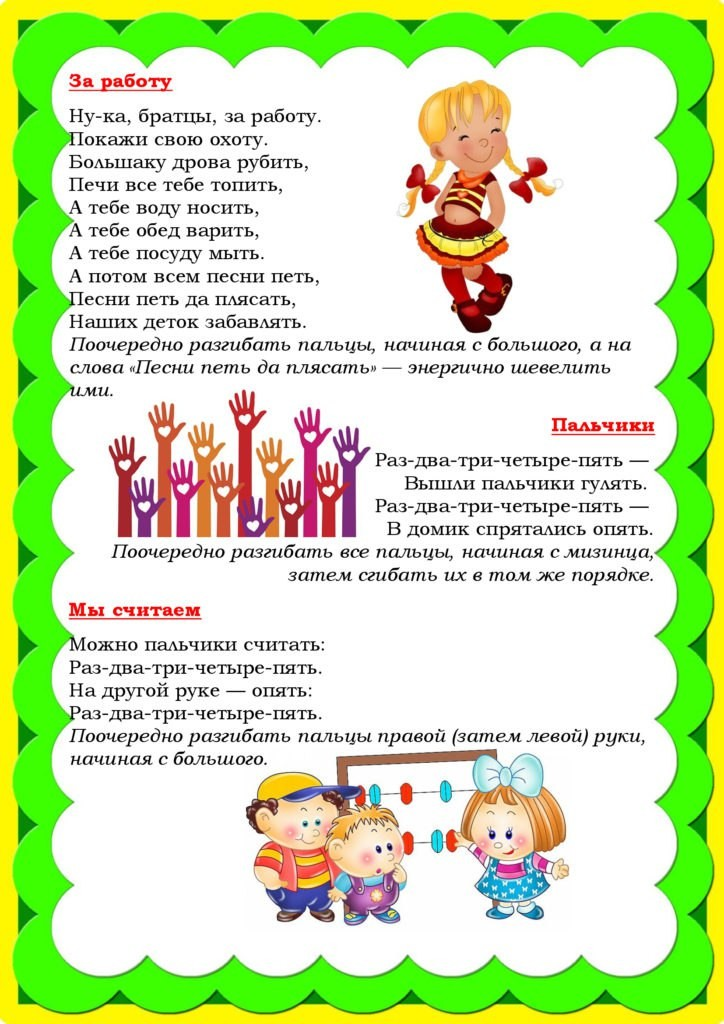 За работу
Ну-ка, братцы, за работу.
Покажи свою охоту.
Большаку дрова рубить,
Печи все тебе топить,
А тебе воду носить,
А тебе обед варить,
А тебе посуду мыть.
А потом всем песни петь,
Песни петь да плясать,
Наших деток забавлять.
Поочередно разгибать пальцы, начиная с большого, а на
слова «Песни петь да плясать» — энергично шевелить
ими.
Пальчики
Раз-два-три-четыре-пять —
Вышли пальчики гулять.
Раз-два-три-четыре-пять —
В домик спрятались опять.
Поочередно разгибать все пальцы, начиная с мизинца,
затем сгибать их в том же порядке.
Мы считаем
Можно пальчики считать:
Раз-два-три-четыре-пять.
На другой руке — опять:
Раз-два-три-четыре-пять.
Поочередно разгибать пальцы правой (затем левой) руки,
начиная с большого.